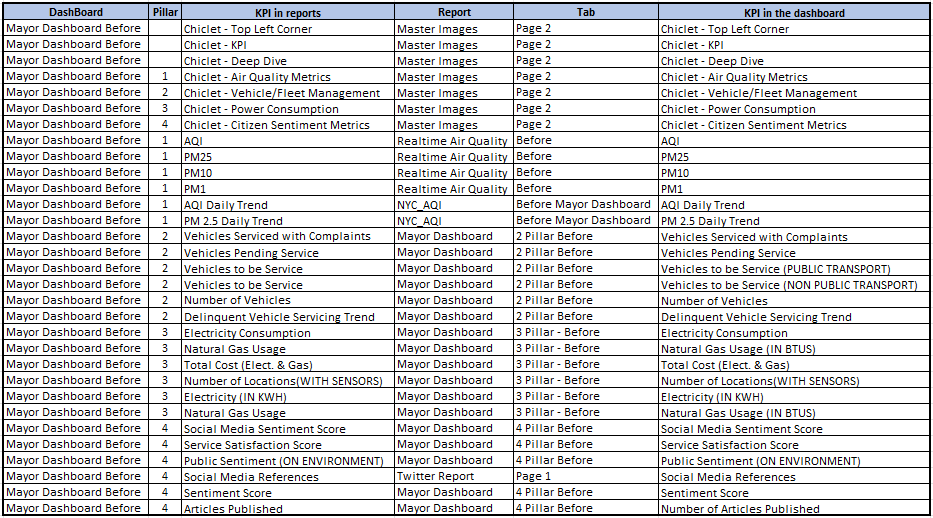 DashBoard Pillar KPI in reports Report Tab KPI in the dashboard
Mayor Dashboard Before Chiclet - Top Left Corner Master Images Page 2 Chiclet - Top Left Corner
Mayor Dashboard Before Chiclet - KPI Master Images Page 2 Chiclet - KPI
Mayor Dashboard Before Chiclet - Deep Dive Master Images Page 2 Chiclet - Deep Dive
Mayor Dashboard Before 1 Chiclet - Air Quality Metrics Master Images Page 2 Chiclet - Air Quality Metrics
Mayor Dashboard Before 2 Chiclet - Vehicle/Fleet Management Master Images Page 2 Chiclet - Vehicle/Fleet Management
Mayor Dashboard Before 3 Chiclet - Power Consumption Master Images Page 2 Chiclet - Power Consumption
Mayor Dashboard Before 4 Chiclet - Citizen Sentiment Metrics Master Images Page 2 Chiclet - Citizen Sentiment Metrics
Mayor Dashboard Before 1 AQI Realtime Air Quality Before AQI
Mayor Dashboard Before 1 PM25 Realtime Air Quality Before PM25
Mayor Dashboard Before 1 PM10 Realtime Air Quality Before PM10
Mayor Dashboard Before 1 PM1 Realtime Air Quality Before PM1
Mayor Dashboard Before 1 AQI Daily Trend NYC_AQI Before Mayor Dashboard AQI Daily Trend
Mayor Dashboard Before 1 PM 2.5 Daily Trend NYC_AQI Before Mayor Dashboard PM 2.5 Daily Trend
Mayor Dashboard Before 2 Vehicles Serviced with Complaints Mayor Dashboard 2 Pillar Before Vehicles Serviced with Complaints
Mayor Dashboard Before 2 Vehicles Pending Service Mayor Dashboard 2 Pillar Before Vehicles Pending Service
Mayor Dashboard Before 2 Vehicles to be Service Mayor Dashboard 2 Pillar Before Vehicles to be Service (PUBLIC TRANSPORT)
Mayor Dashboard Before 2 Vehicles to be Service Mayor Dashboard 2 Pillar Before Vehicles to be Service (NON PUBLIC TRANSPORT)
Mayor Dashboard Before 2 Number of Vehicles Mayor Dashboard 2 Pillar Before Number of Vehicles
Mayor Dashboard Before 2 Delinquent Vehicle Servicing Trend Mayor Dashboard 2 Pillar Before Delinquent Vehicle Servicing Trend
Mayor Dashboard Before 3 Electricity Consumption Mayor Dashboard 3 Pillar - Before Electricity Consumption
Mayor Dashboard Before 3 Natural Gas Usage Mayor Dashboard 3 Pillar - Before Natural Gas Usage (IN BTUS)
Mayor Dashboard Before 3 Total Cost (Elect. & Gas) Mayor Dashboard 3 Pillar - Before Total Cost (Elect. & Gas)
Mayor Dashboard Before 3 Number of Locations(WITH SENSORS) Mayor Dashboard 3 Pillar - Before Number of Locations(WITH SENSORS)
Mayor Dashboard Before 3 Electricity (IN KWH) Mayor Dashboard 3 Pillar - Before Electricity (IN KWH)
Mayor Dashboard Before 3 Natural Gas Usage Mayor Dashboard 3 Pillar - Before Natural Gas Usage (IN BTUS)
Mayor Dashboard Before 4 Social Media Sentiment Score Mayor Dashboard 4 Pillar Before Social Media Sentiment Score
Mayor Dashboard Before 4 Service Satisfaction Score Mayor Dashboard 4 Pillar Before Service Satisfaction Score
Mayor Dashboard Before 4 Public Sentiment (ON ENVIRONMENT) Mayor Dashboard 4 Pillar Before Public Sentiment (ON ENVIRONMENT)
Mayor Dashboard Before 4 Social Media References Twitter Report Page 1 Social Media References
Mayor Dashboard Before 4 Sentiment Score Mayor Dashboard 4 Pillar Before Sentiment Score
Mayor Dashboard Before 4 Articles Published Mayor Dashboard 4 Pillar Before Number of Articles Published